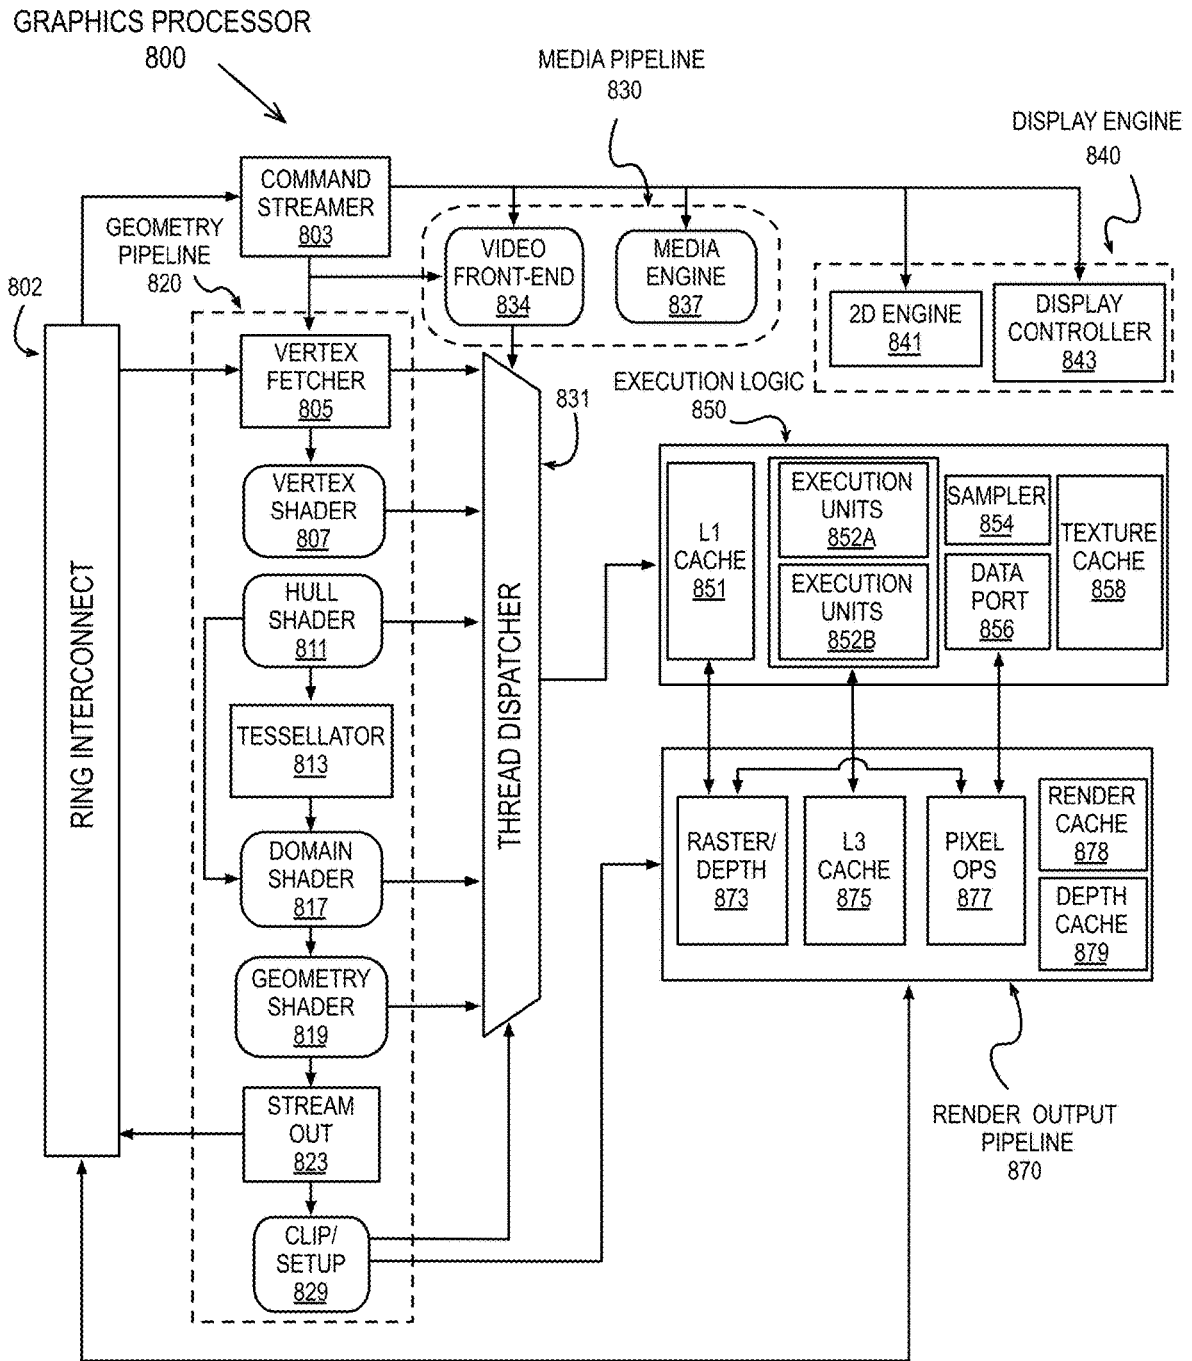 GRAPHICS PROCESSOR
800
MEDIA PIPELINE
830
DISPLAY ENGINE
840
COMMAND
STREAMER
803
GEOMETRY
PIPELINE
820
802
VIDEO
FRONT-END
834
MEDIA
ENGINE
837
2D ENGINE
841
DISPLAY
CONTROLLER
843
VERTEX
FETCHER
805
831
EXECUTION LOGIC
850
VERTEX
SHADER
807
HULL
SHADER
811
TESSELLATOR
813
DOMAIN
SHADER
817
GEOMETRY
SHADER
819
STREAM
OUT
823
CLIP/
SETUP
829
RING INTERCONNECT
THREAD DISPATCHER
L1
CACHE
851
EXECUTION
UNITS
852A
EXECUTION
UNITS
852B
SAMPLER
854
DATA
PORT
856
TEXTURE
CACHE
858
RASTER/
DEPTH
873
L3
CACHE
875
PIXEL
OPS
877
RENDER
CACHE
878
DEPTH
CACHE
879
RENDER OUTPUT
PIPELINE
870